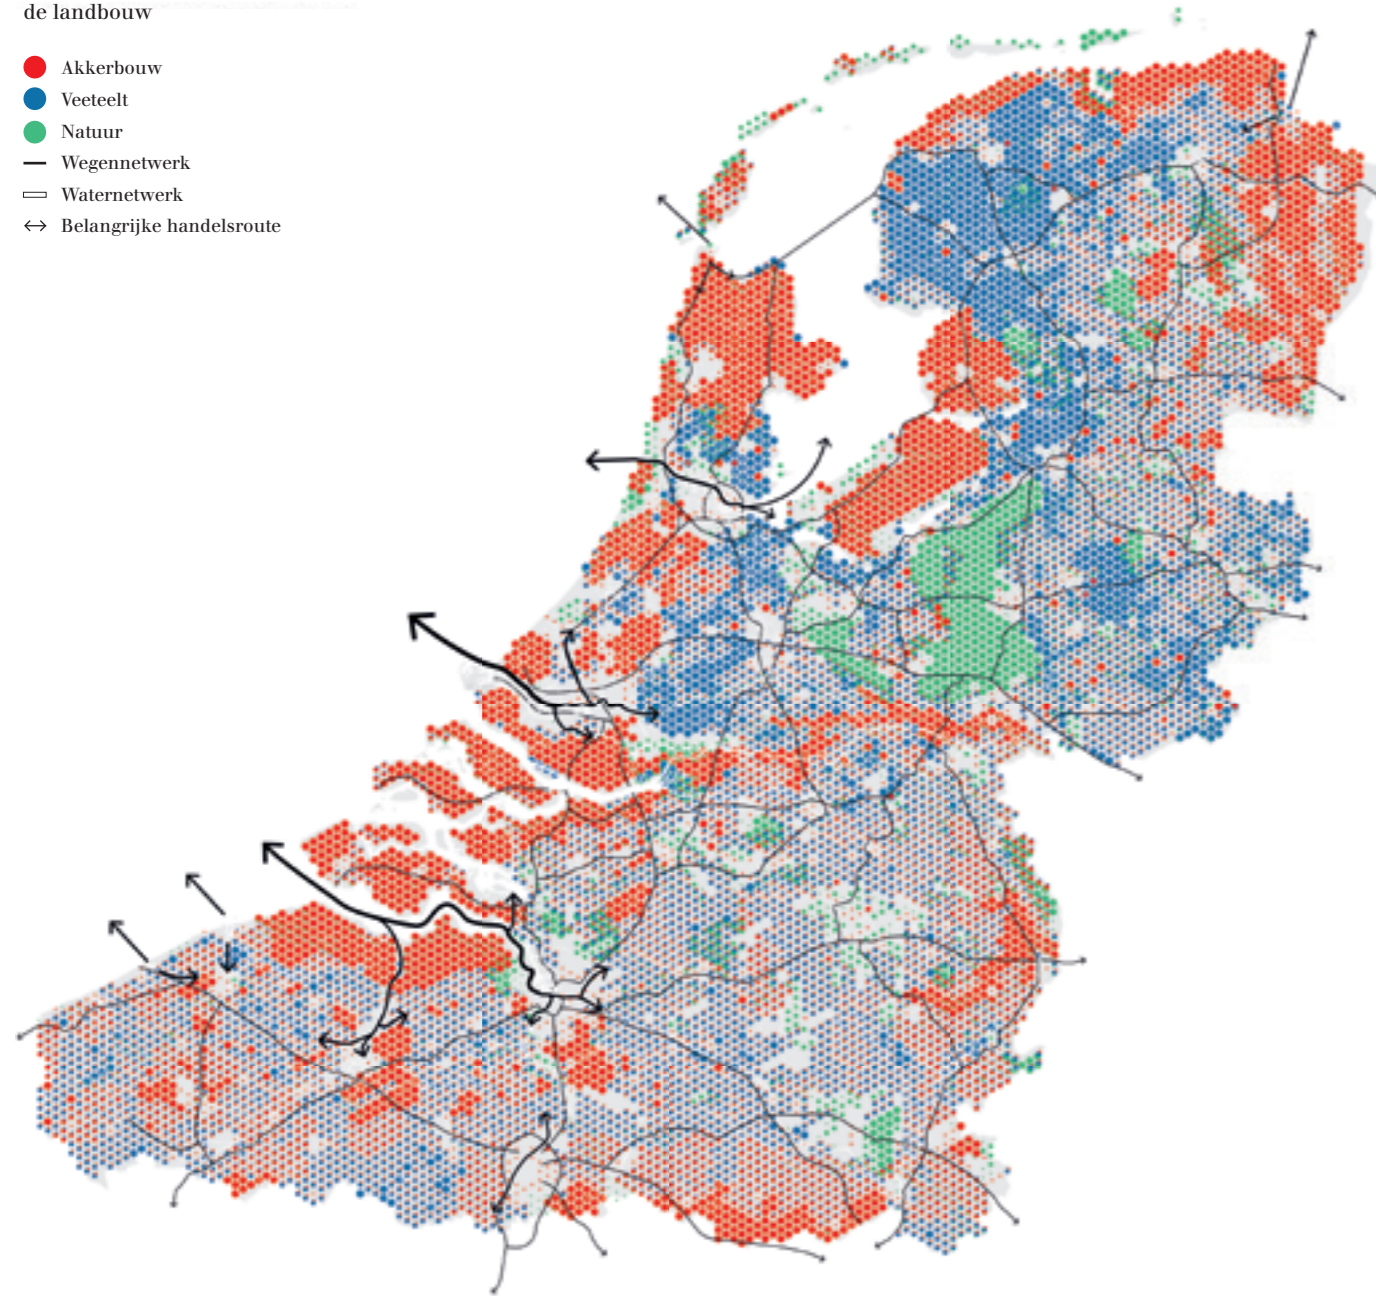 de landbouw
Akkerbouw
Veeteelt
Natuur
Wegennetwerk
Waternetwerk
Belangrijke handelsroute